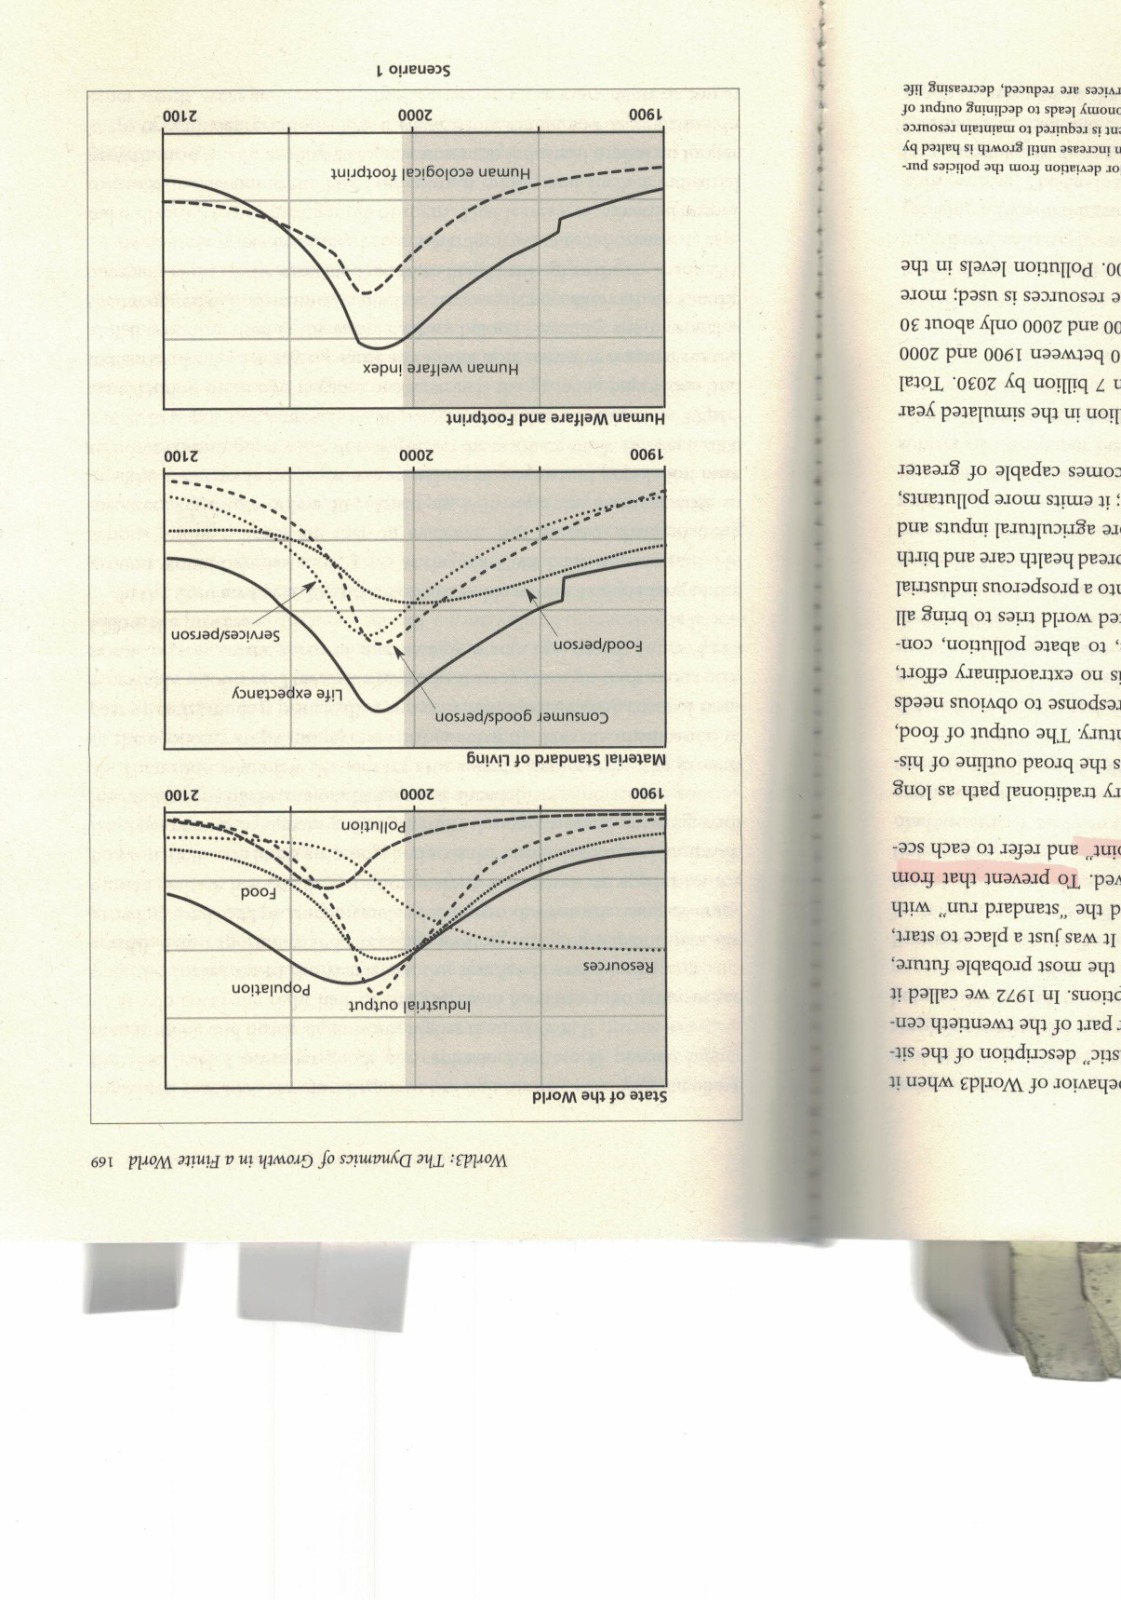 ehavior of World3 when it
stic” description of the sit-
r part of the twentieth cen-
ptions. In 1972 we called it
the most probable future,
It was just a place to start,
d the “standard run” with
ved. To prevent that from
oint” and refer to each sce-
ry traditional path as long
s the broad outline of his-
tury. The output of food,
response to obvious needs
is no extraordinary effort,
, to abate pollution, con-
ted world tries to bring all
nto a prosperous industrial
pread health care and birth
ore agricultural inputs and
; it emits more pollutants,
comes capable of greater
lion in the simulated year
n 7 billion by 2030. Total
0 between 1900 and 2000
00 and 2000 only about 30
e resources is used; more
00. Pollution levels in the
or deviation from the policies pur-
n increase until growth is halted by
nt is required to maintain resource
onomy leads to declining output of
rvices are reduced, decreasing life
World3: The Dynamics of Growth in a Finite World 169
State of the World
Industrial output
Population
Resources
Food
Pollution
1900 2000 2100
Material Standard of Living
Consumer goods/person
Life expectancy
Food/person
Services/person
1900 2000 2100
Human Welfare and Footprint
Human welfare index
Human ecological footprint
1900 2000 2100
Scenario 1